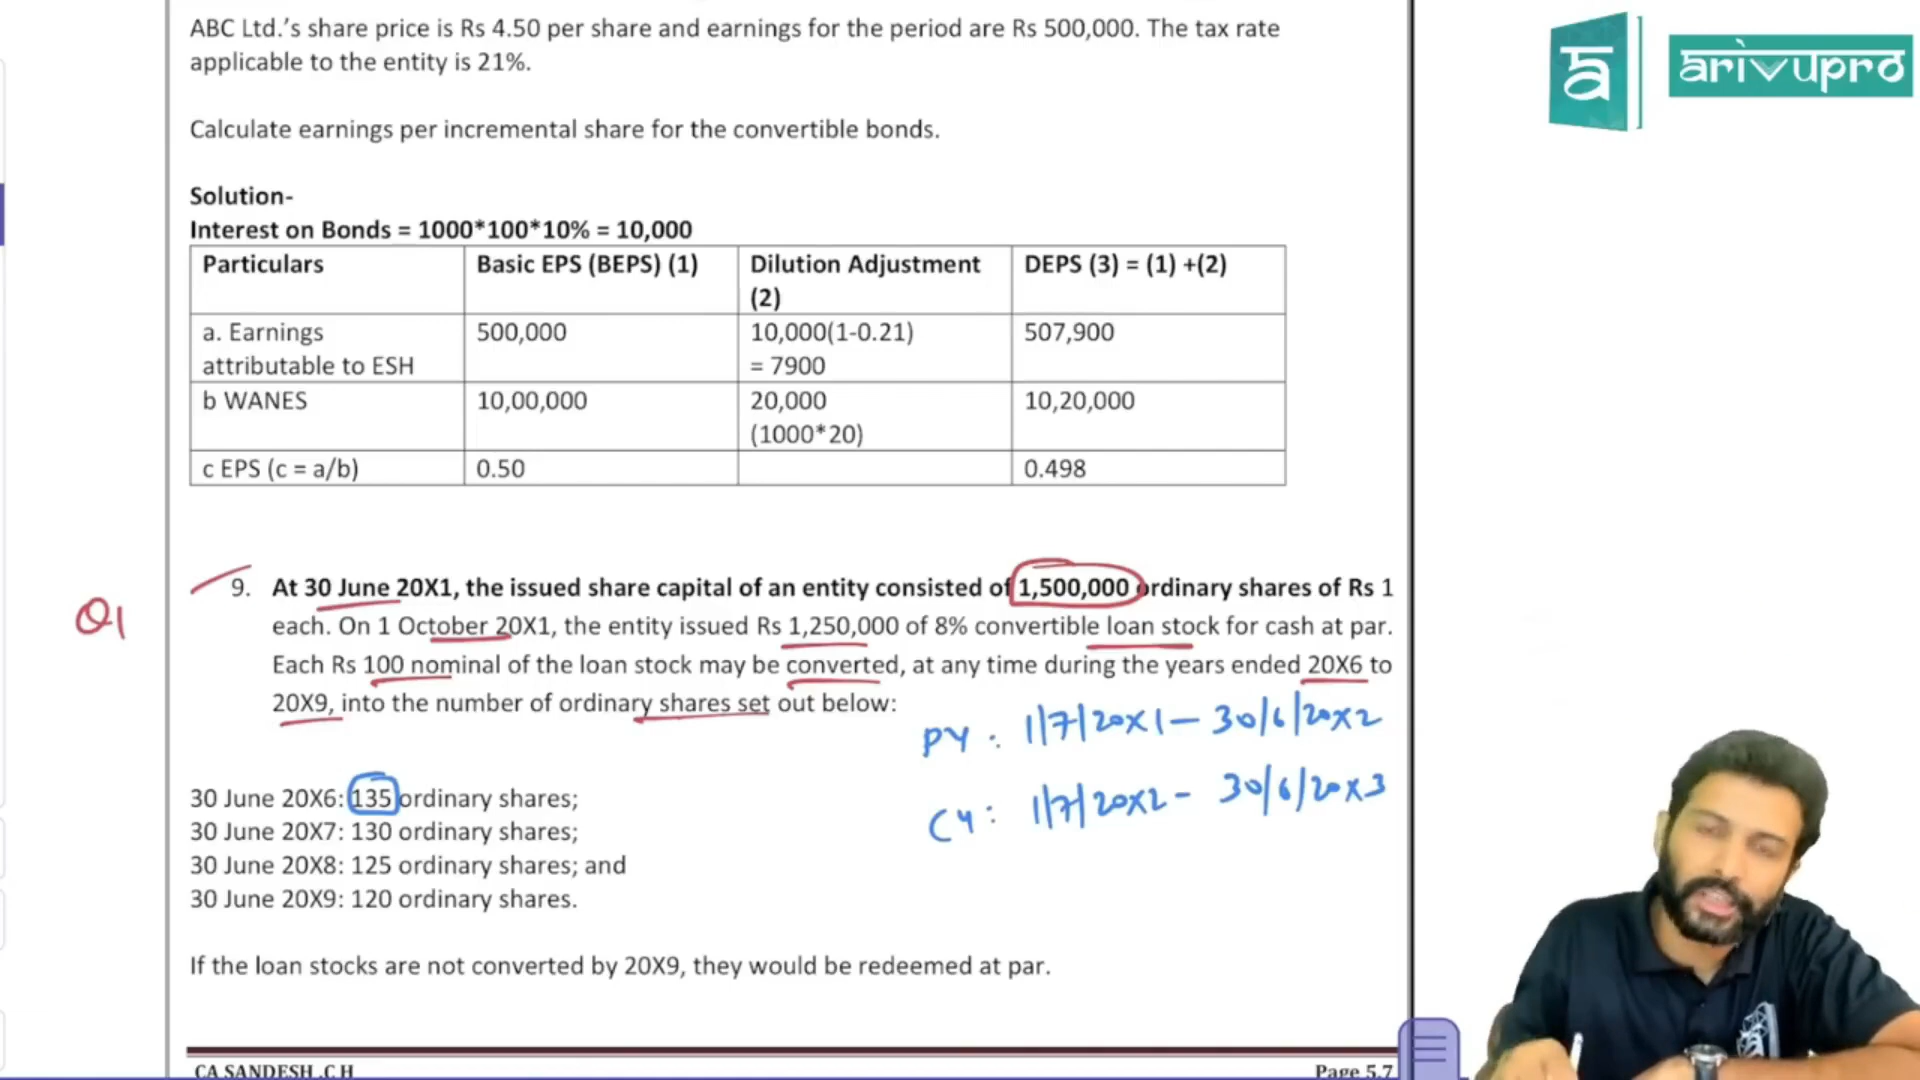 ABC Ltd.'s share price is Rs 4.50 per share and earnings for the period are Rs 500,000. The tax rate
applicable to the entity is 21%.
ā arivupro
Calculate earnings per incremental share for the convertible bonds.
Solution-
Interest on Bonds = 1000*100*10% = 10,000
Particulars Basic EPS (BEPS) (1) Dilution Adjustment (2) DEPS (3) = (1) +(2)
a. Earnings attributable to ESH 500,000 10,000(1-0.21) = 7900 507,900
b WANES 10,00,000 20,000 (1000*20) 10,20,000
c EPS (c = a/b) 0.50 0.498
Q1
9. At 30 June 20X1, the issued share capital of an entity consisted of 1,500,000 ordinary shares of Rs 1
each. On 1 October 20X1, the entity issued Rs 1,250,000 of 8% convertible loan stock for cash at par.
Each Rs 100 nominal of the loan stock may be converted, at any time during the years ended 20X6 to
20X9, into the number of ordinary shares set out below:
PY : 1/7/20X1 – 30/6/20X2
CY : 1/7/20X2 – 30/6/20X3
30 June 20X6: 135 ordinary shares;
30 June 20X7: 130 ordinary shares;
30 June 20X8: 125 ordinary shares; and
30 June 20X9: 120 ordinary shares.
If the loan stocks are not converted by 20X9, they would be redeemed at par.
CA SANDESH .C H Page 5.7